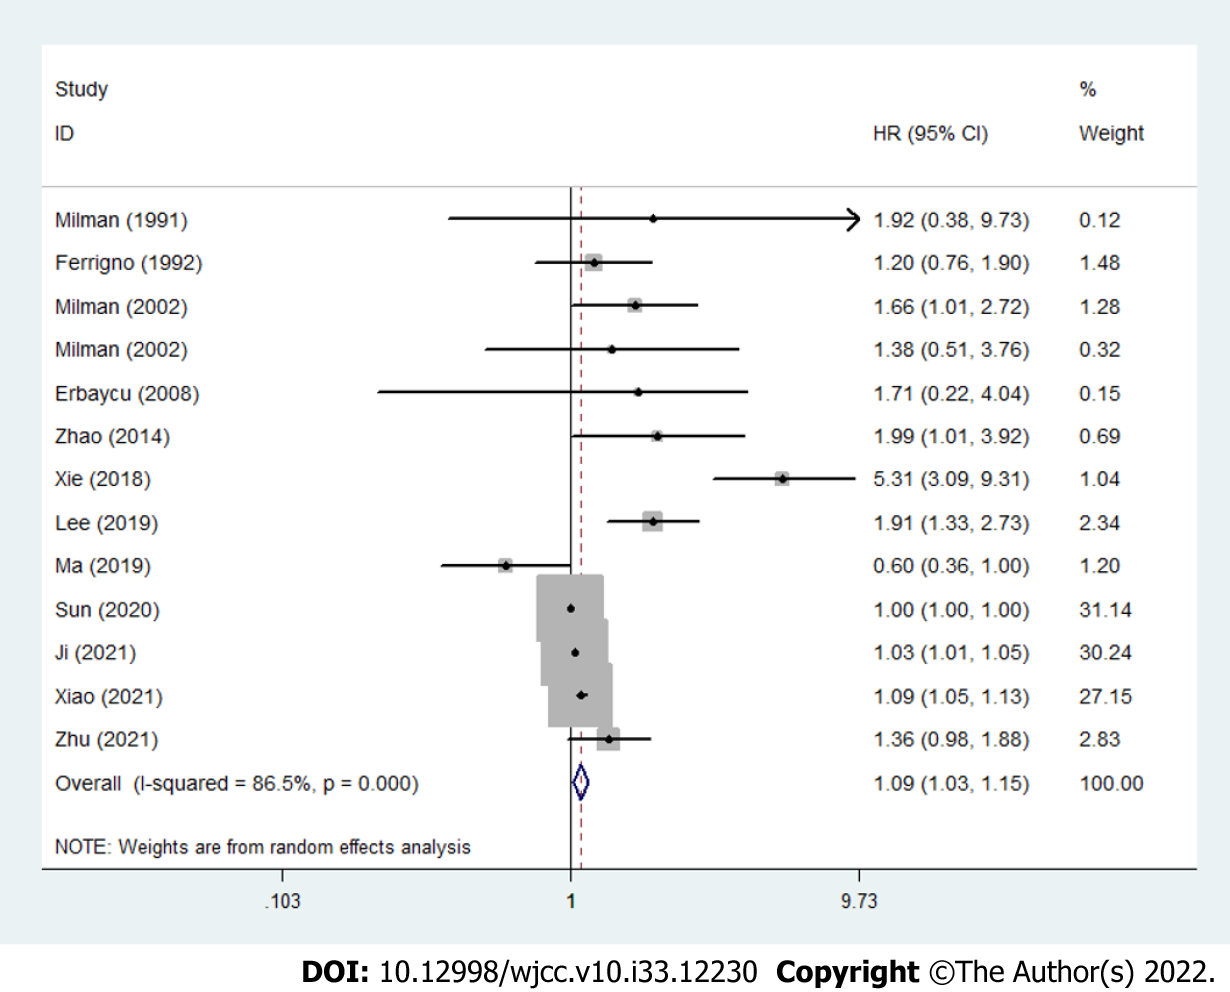 Study %
ID HR (95% CI) Weight
Milman (1991) 1.92 (0.38, 9.73) 0.12
Ferrigno (1992) 1.20 (0.76, 1.90) 1.48
Milman (2002) 1.66 (1.01, 2.72) 1.28
Milman (2002) 1.38 (0.51, 3.76) 0.32
Erbaycu (2008) 1.71 (0.22, 4.04) 0.15
Zhao (2014) 1.99 (1.01, 3.92) 0.69
Xie (2018) 5.31 (3.09, 9.31) 1.04
Lee (2019) 1.91 (1.33, 2.73) 2.34
Ma (2019) 0.60 (0.36, 1.00) 1.20
Sun (2020) 1.00 (1.00, 1.00) 31.14
Ji (2021) 1.03 (1.01, 1.05) 30.24
Xiao (2021) 1.09 (1.05, 1.13) 27.15
Zhu (2021) 1.36 (0.98, 1.88) 2.83
Overall (I-squared = 86.5%, p = 0.000) 1.09 (1.03, 1.15) 100.00
NOTE: Weights are from random effects analysis
.103 1 9.73
DOI: 10.12998/wjcc.v10.i33.12230 Copyright ©The Author(s) 2022.